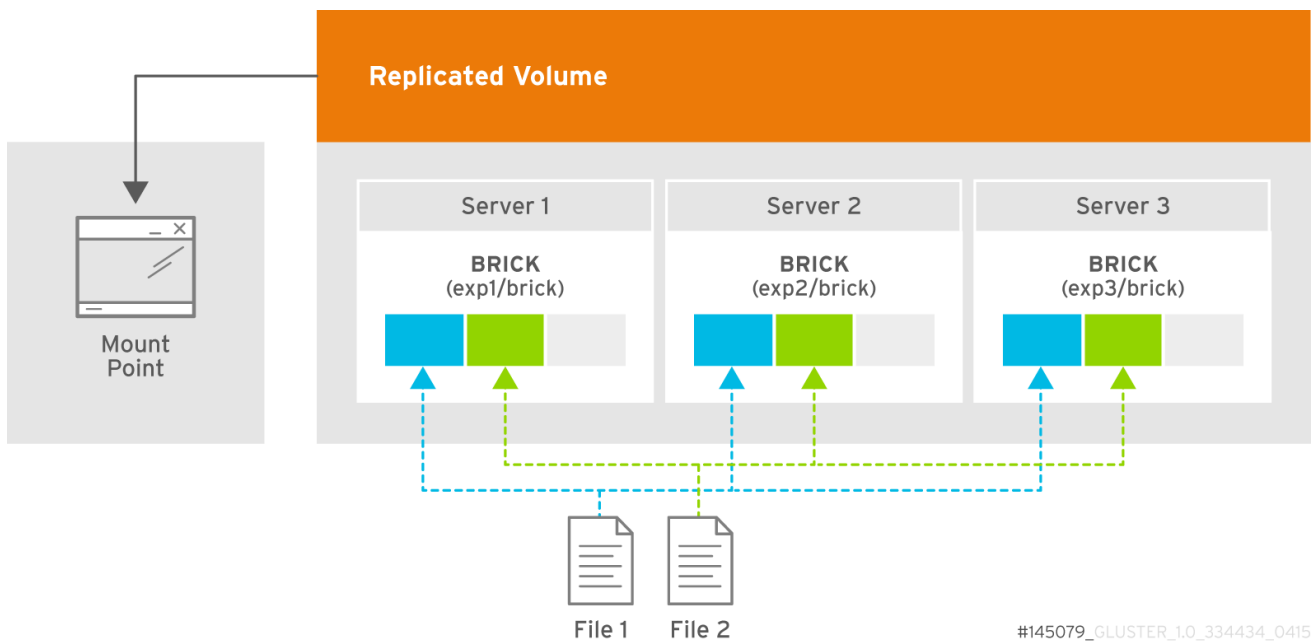 Replicated Volume
Server 1
Server 2
Server 3
BRICK
(exp1/brick)
BRICK
(exp2/brick)
BRICK
(exp3/brick)
Mount
Point
File 1
File 2
#145079_GLUSTER_1.0_334434_0415